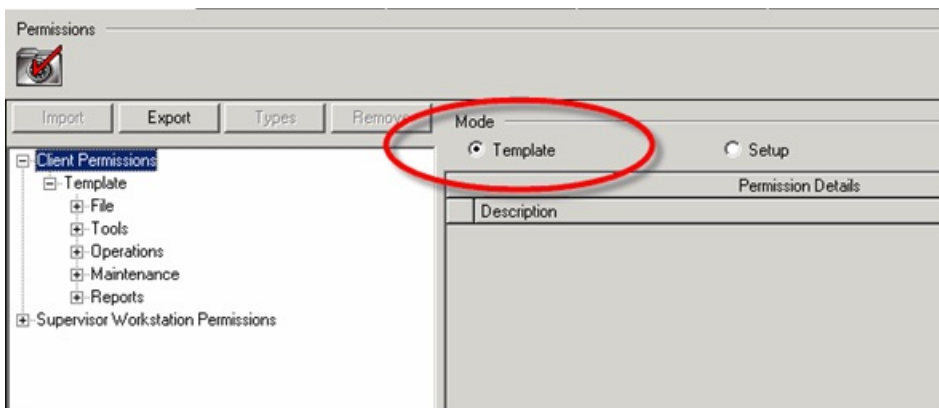 Permissions
Import Export Types Remove
Mode
Template Setup
Client Permissions
Template
File
Tools
Operations
Maintenance
Reports
Supervisor Workstation Permissions
Permission Details
Description